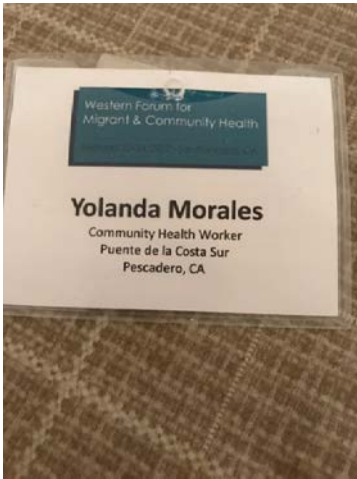 Western Forum for
Migrant & Community Health
Yolanda Morales
Community Health Worker
Puente de la Costa Sur
Pescadero, CA